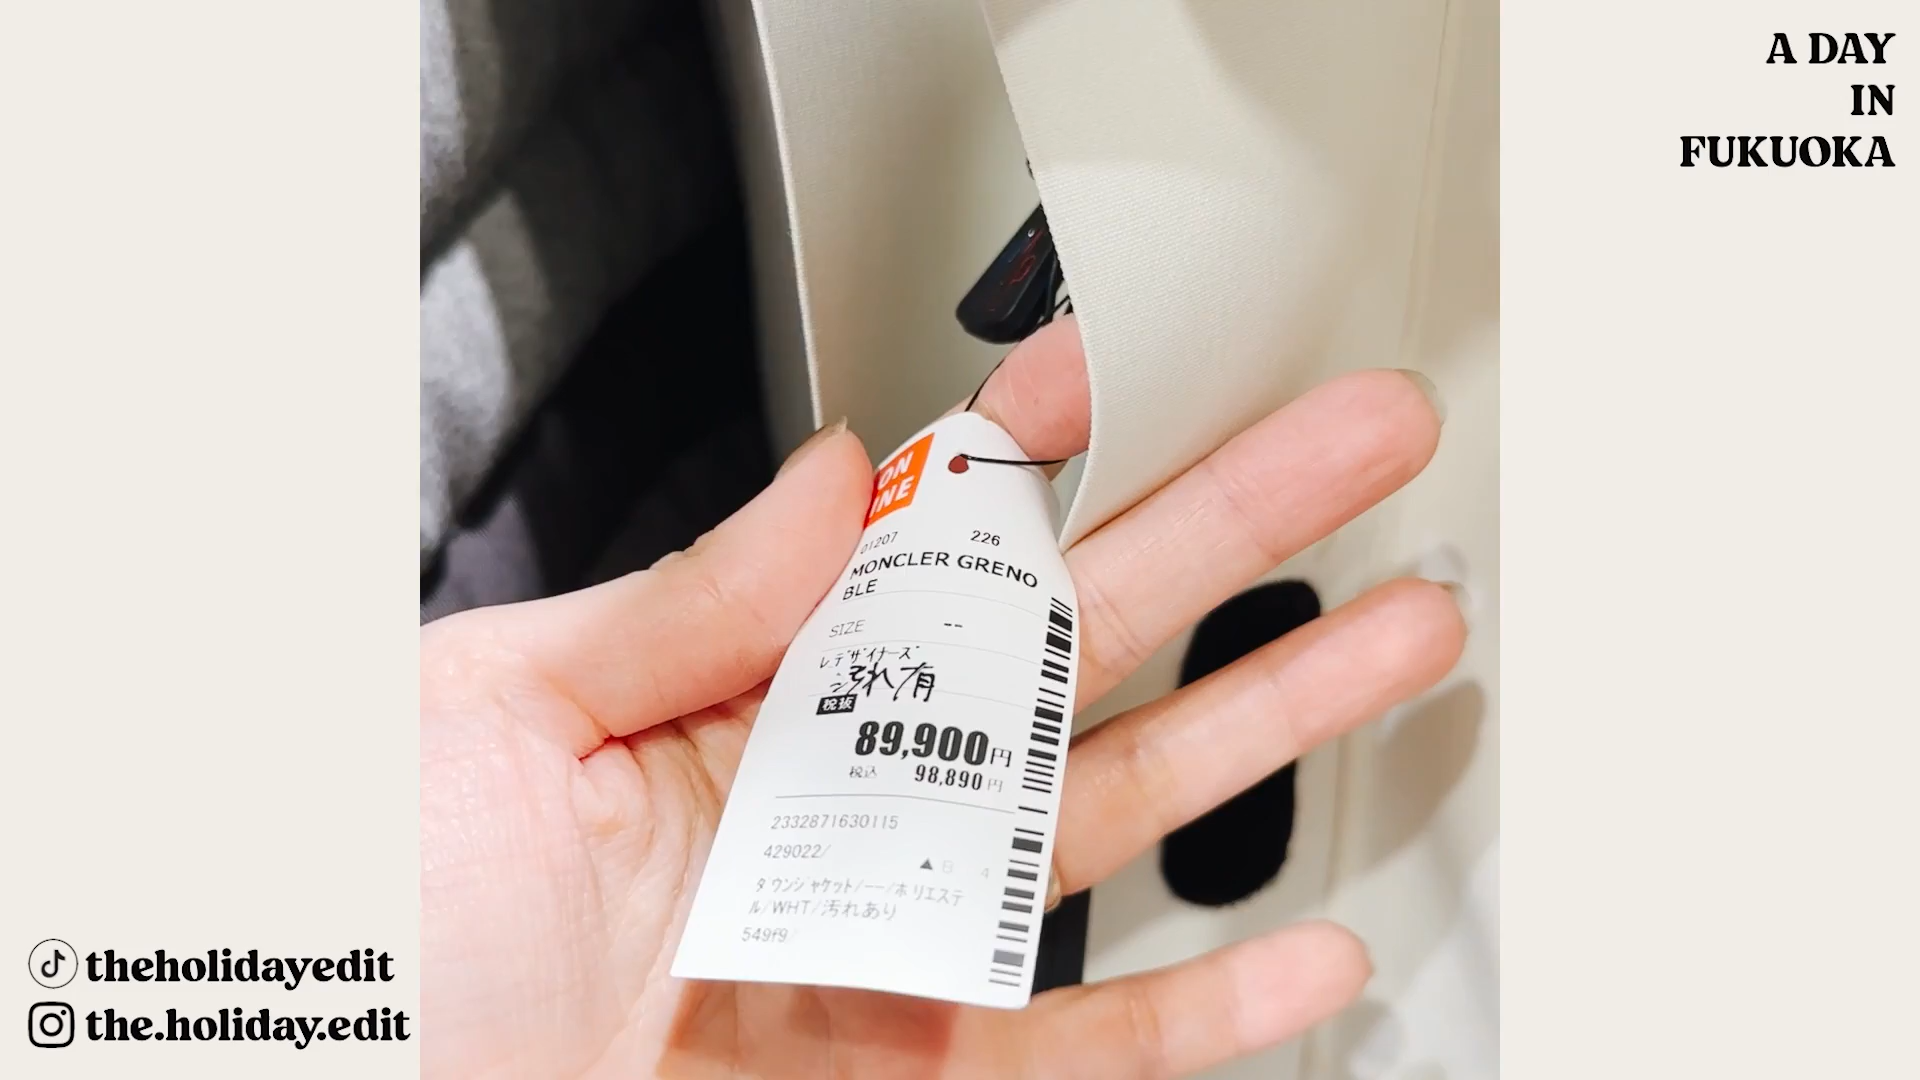 A DAY
IN
FUKUOKA
ON
INE
01207 226
MONCLER GRENO
BLE
SIZE --
レデザイナーズ
汚れ有
税抜
89,900円
税込 98,890円
2332871630115
429022/
▲ B 4
ダウンジャケット/--/ポリエステ
ル/WHT/汚れあり
549f9/
theholidayedit
the.holiday.edit